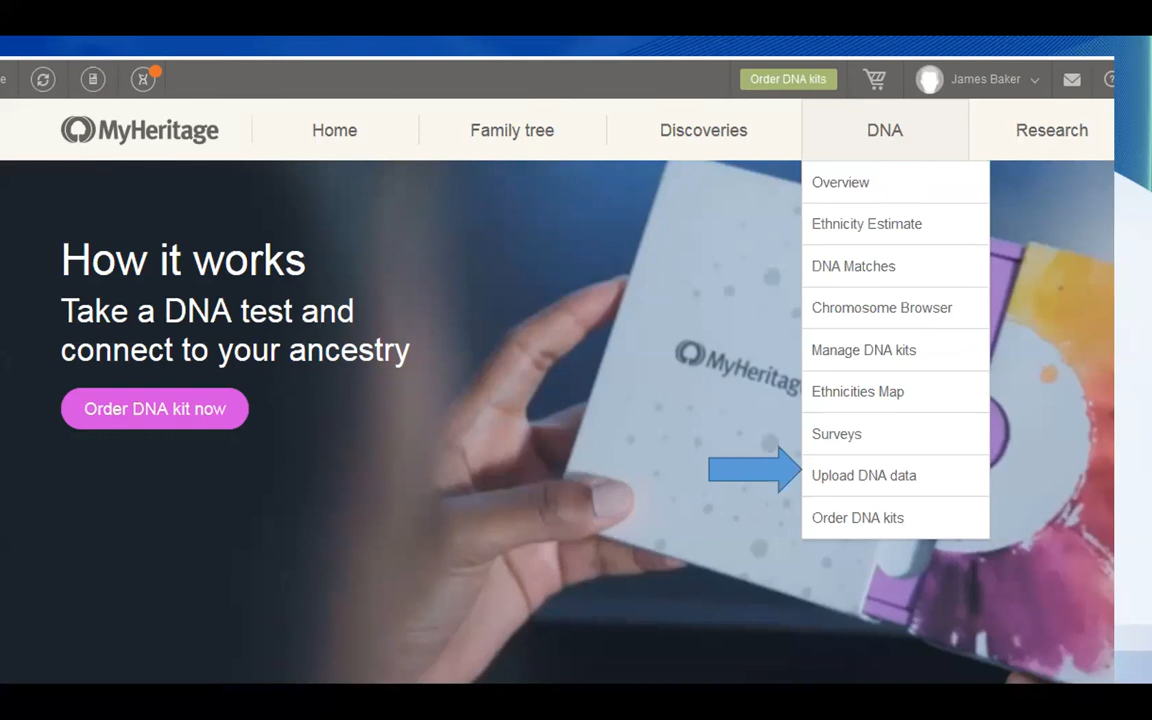 e
Order DNA kits
James Baker
MyHeritage
Home
Family tree
Discoveries
DNA
Research
Overview
Ethnicity Estimate
DNA Matches
Chromosome Browser
Manage DNA kits
Ethnicities Map
Surveys
Upload DNA data
Order DNA kits
How it works
Take a DNA test and
connect to your ancestry
Order DNA kit now
MyHeritag